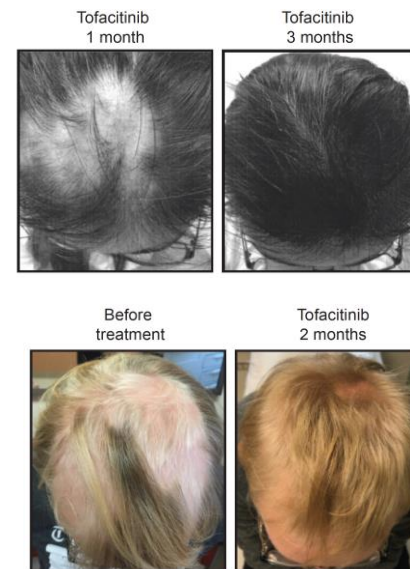 Tofacitinib
1 month
Tofacitinib
3 months
Before
treatment
Tofacitinib
2 months